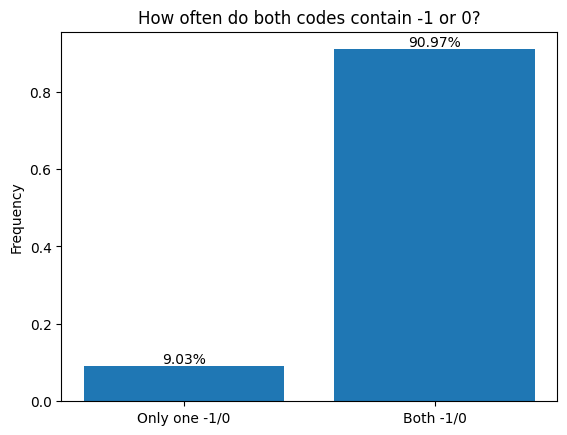 How often do both codes contain -1 or 0?
90.97%
0.8
0.6
Frequency
0.4
0.2
9.03%
0.0
Only one -1/0
Both -1/0